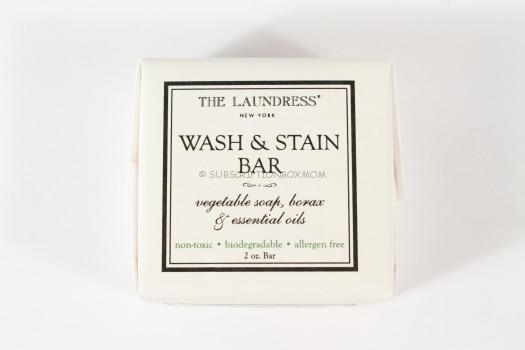 THE LAUNDRESS®
NEW YORK
WASH & STAIN
BAR
© SUBSCRIPTIONBOXMOM
vegetable soap, borax
& essential oils
non-toxic • biodegradable • allergen free
2 oz. Bar